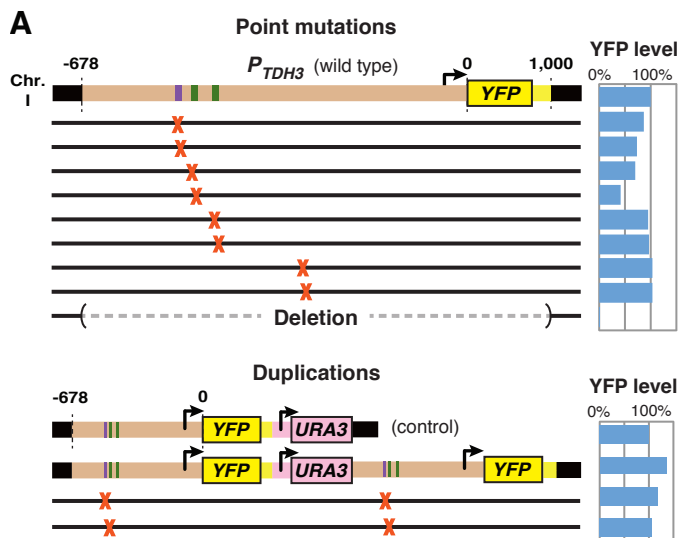 A
Point mutations
YFP level
-678
P_TDH3 (wild type)
0
1,000
0% 100%
Chr.
I
YFP
Deletion
Duplications
YFP level
-678
0
0% 100%
YFP
URA3
(control)
YFP
URA3
YFP